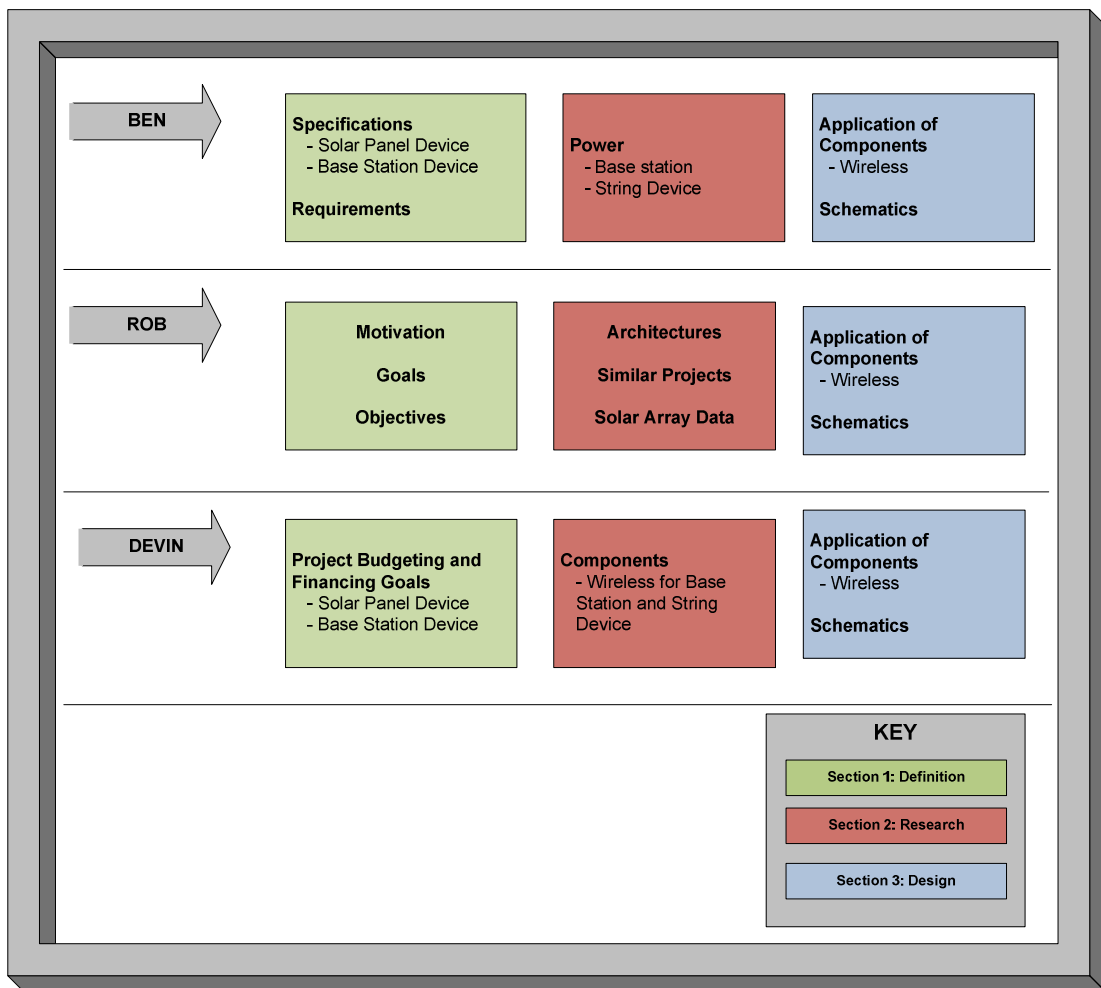 BEN
Specifications
- Solar Panel Device
- Base Station Device
Requirements
Power
- Base station
- String Device
Application of
Components
- Wireless
Schematics
ROB
Motivation
Goals
Objectives
Architectures
Similar Projects
Solar Array Data
Application of
Components
- Wireless
Schematics
DEVIN
Project Budgeting and
Financing Goals
- Solar Panel Device
- Base Station Device
Components
- Wireless for Base
Station and String
Device
Application of
Components
- Wireless
Schematics
KEY
Section 1: Definition
Section 2: Research
Section 3: Design